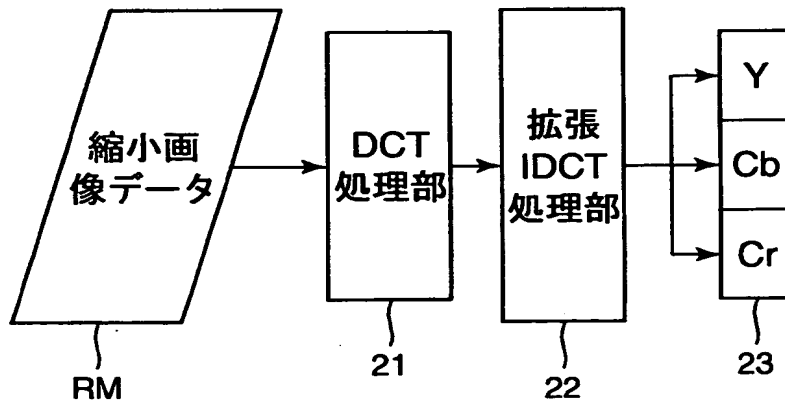 縮小画
像データ
DCT
処理部
拡張
IDCT
処理部
Y
Cb
Cr
RM
21
22
23